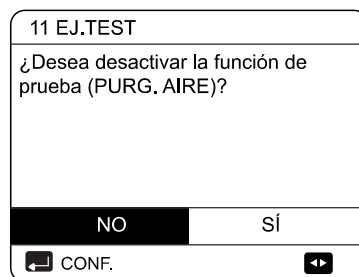 11 EJ.TEST
¿Desea desactivar la función de
prueba (PURG. AIRE)?
NO SÍ
CONF.